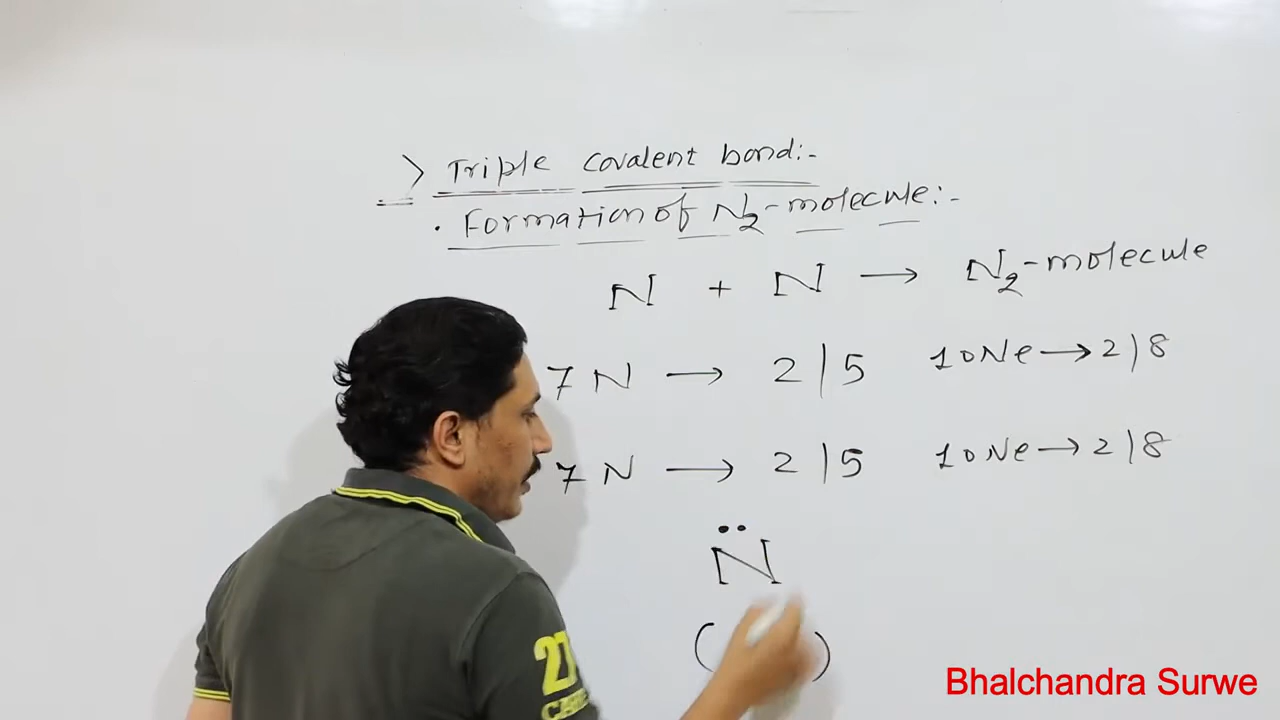 > Triple covalent bond:-
· Formation of N2-molecule:-
N + N → N2-molecule
7N → 2|5 10Ne → 2|8
7N → 2|5 10Ne → 2|8
N̈
( )
27
Bhalchandra Surwe